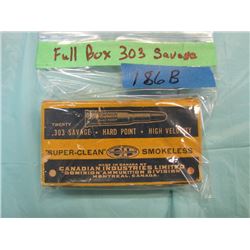 Full Box 303 Savage
186B
TWENTY
.303 SAVAGE • HARD POINT • HIGH VELOCITY
"SUPER-CLEAN" SMOKELESS
MADE IN CANADA BY
CANADIAN INDUSTRIES LIMITED
DOMINION AMMUNITION DIVISION
MONTREAL, CANADA.